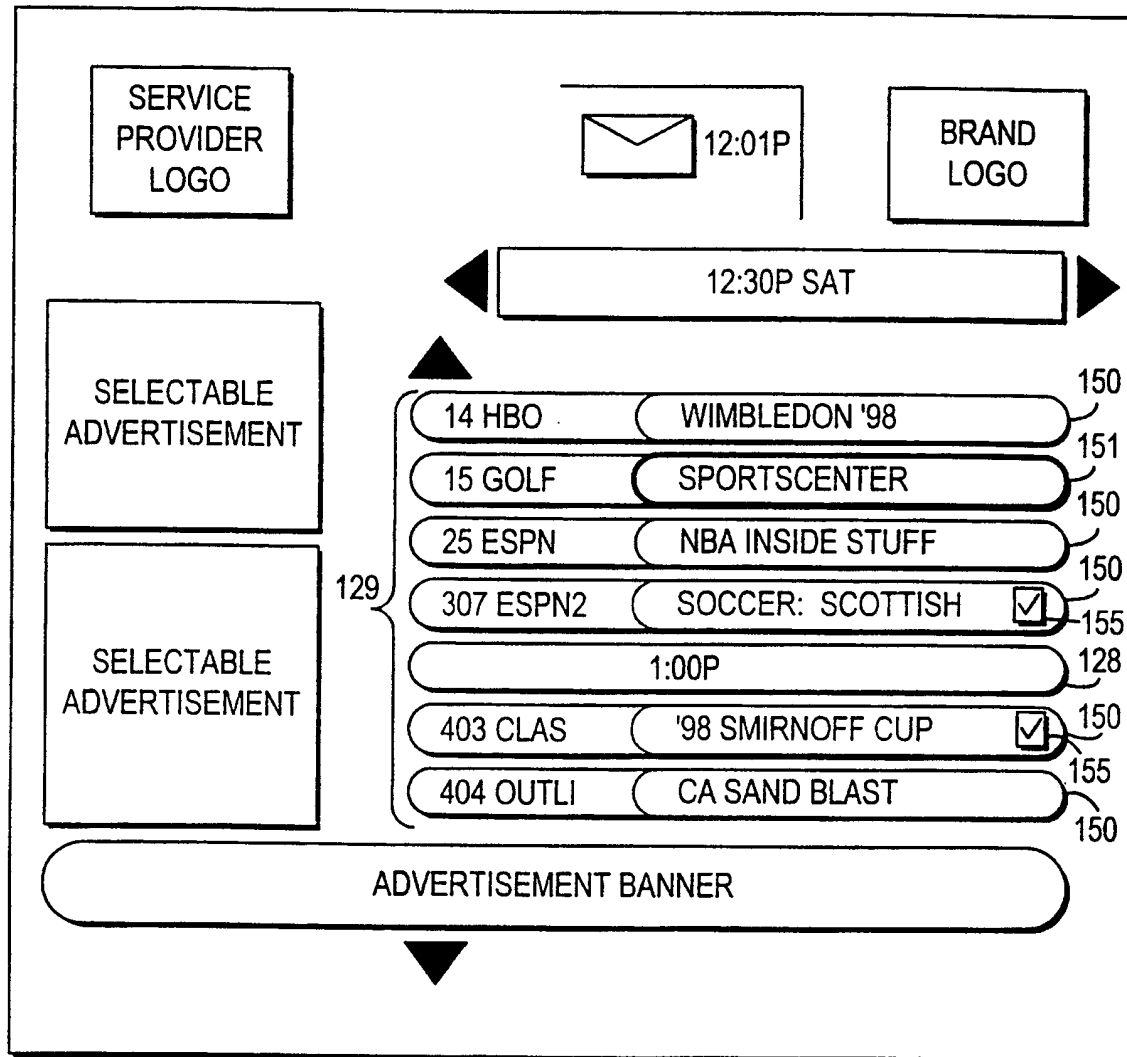 SERVICE
PROVIDER
LOGO
12:01P
BRAND
LOGO
12:30P SAT
SELECTABLE
ADVERTISEMENT
SELECTABLE
ADVERTISEMENT
129
14 HBO WIMBLEDON '98 150
15 GOLF SPORTSCENTER 151
25 ESPN NBA INSIDE STUFF 150
307 ESPN2 SOCCER: SCOTTISH 150
155
1:00P 128
403 CLAS '98 SMIRNOFF CUP 150
155
404 OUTLI CA SAND BLAST 150
ADVERTISEMENT BANNER